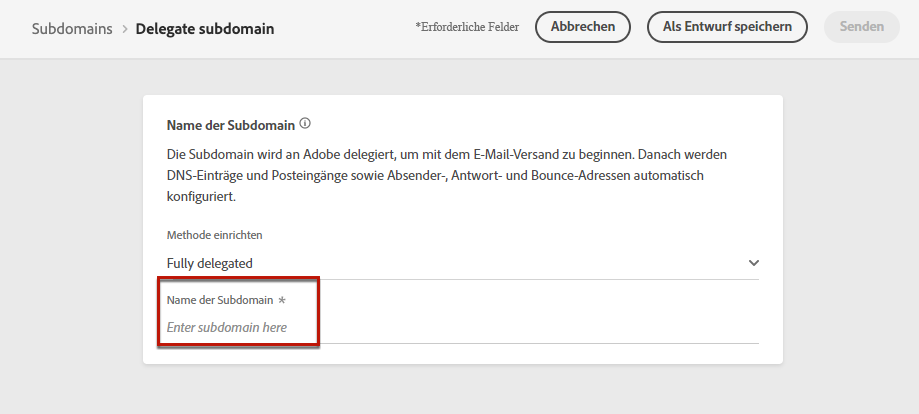 Subdomains > Delegate subdomain
*Erforderliche Felder
Abbrechen
Als Entwurf speichern
Senden
Name der Subdomain
Die Subdomain wird an Adobe delegiert, um mit dem E-Mail-Versand zu beginnen. Danach werden
DNS-Einträge und Posteingänge sowie Absender-, Antwort- und Bounce-Adressen automatisch
konfiguriert.
Methode einrichten
Fully delegated
Name der Subdomain *
Enter subdomain here